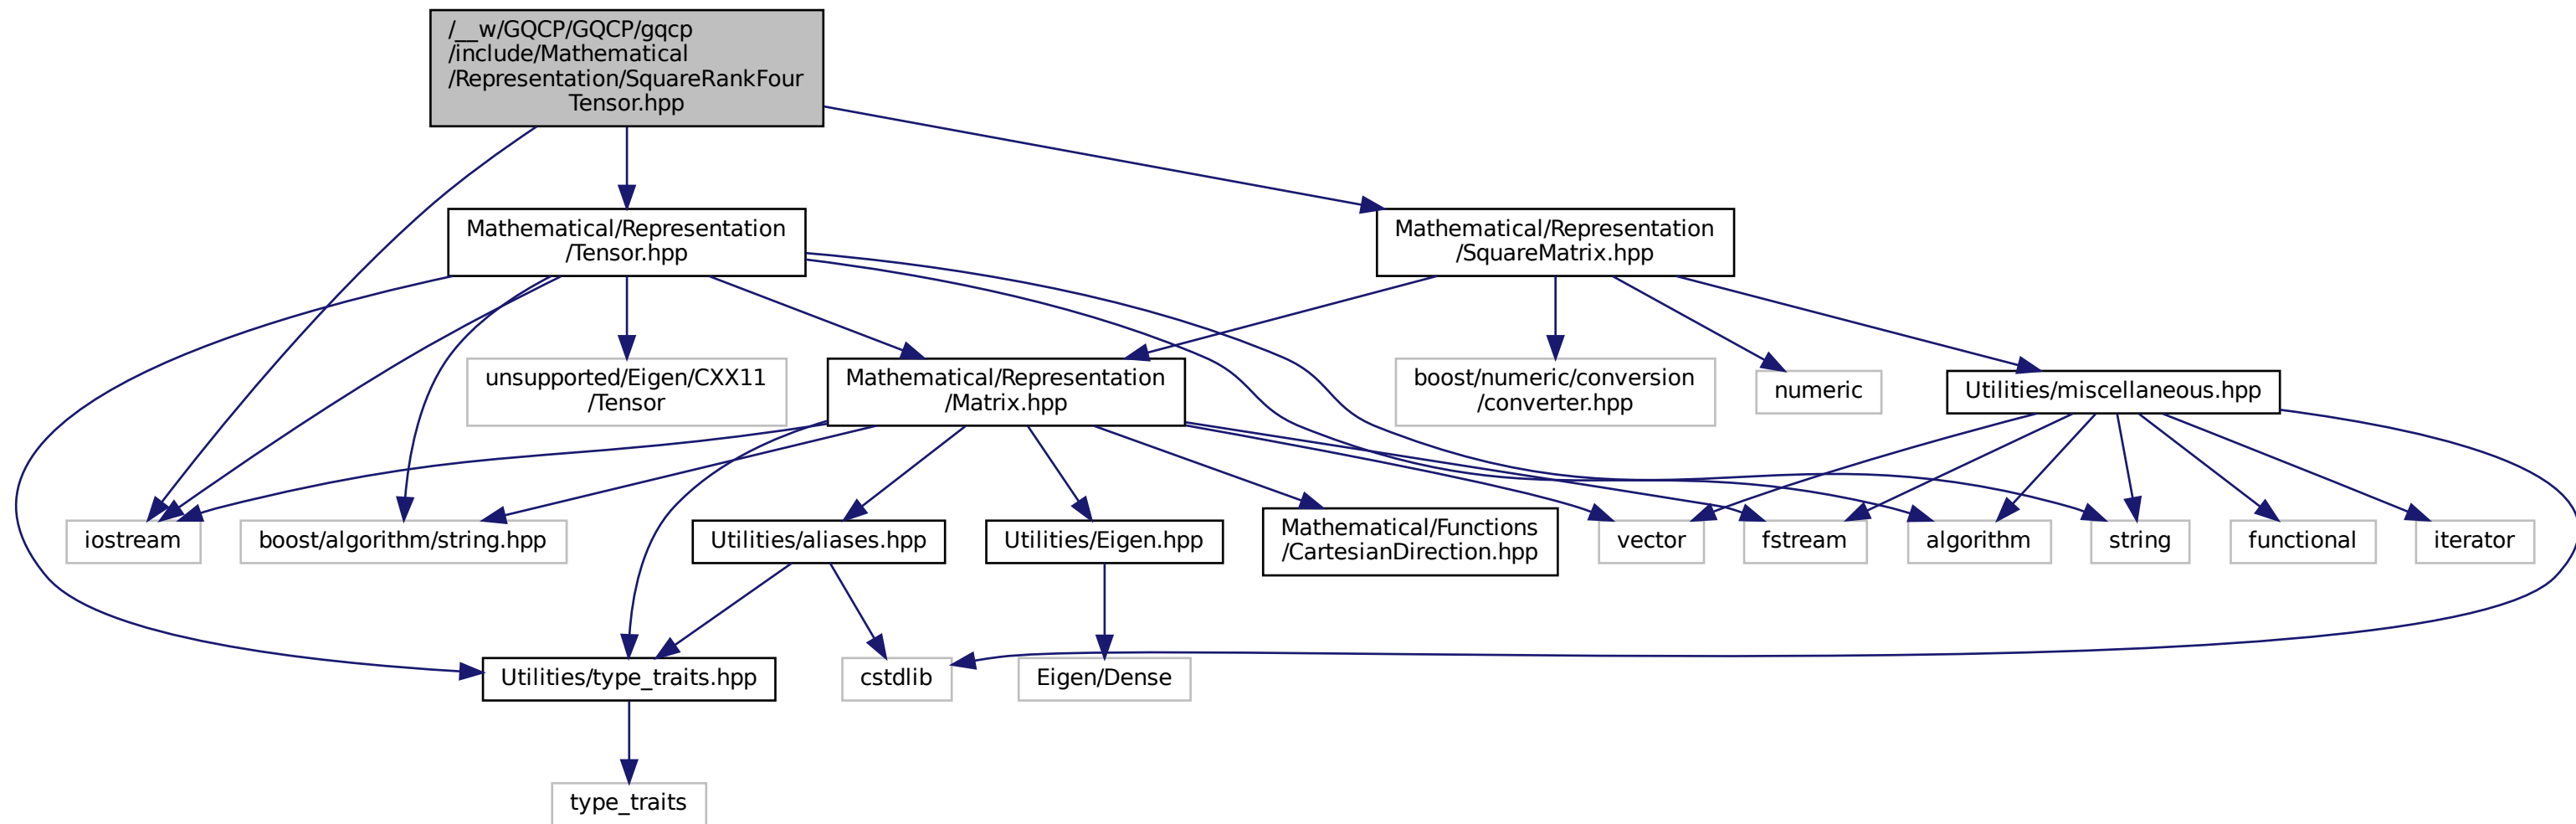 /__w/GQCP/GQCP/gqcp
/include/Mathematical
/Representation/SquareRankFour
Tensor.hpp
Mathematical/Representation
/Tensor.hpp
Mathematical/Representation
/SquareMatrix.hpp
unsupported/Eigen/CXX11
/Tensor
Mathematical/Representation
/Matrix.hpp
boost/numeric/conversion
/converter.hpp
numeric
Utilities/miscellaneous.hpp
iostream
boost/algorithm/string.hpp
Utilities/aliases.hpp
Utilities/Eigen.hpp
Mathematical/Functions
/CartesianDirection.hpp
vector
fstream
algorithm
string
functional
iterator
Utilities/type_traits.hpp
cstdlib
Eigen/Dense
type_traits